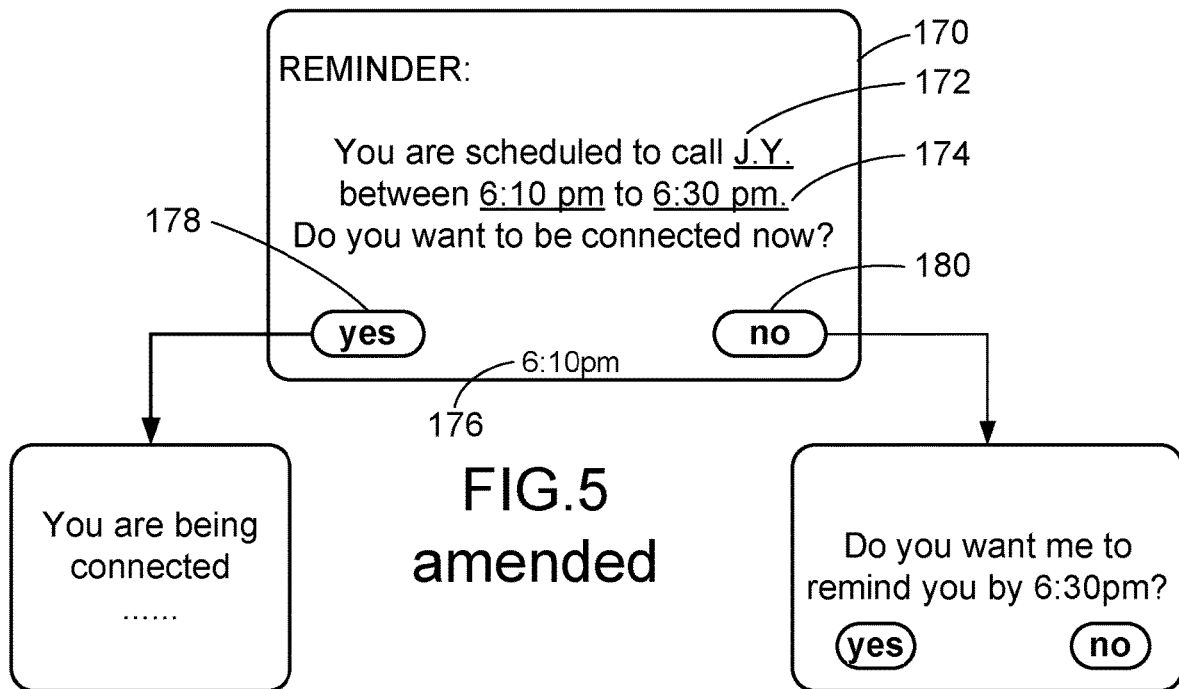 170
REMINDER:
172
You are scheduled to call J.Y.
174
between 6:10 pm to 6:30 pm.
178
Do you want to be connected now?
180
yes
no
6:10pm
176
FIG.5
amended
You are being
connected
......
Do you want me to
remind you by 6:30pm?
yes
no